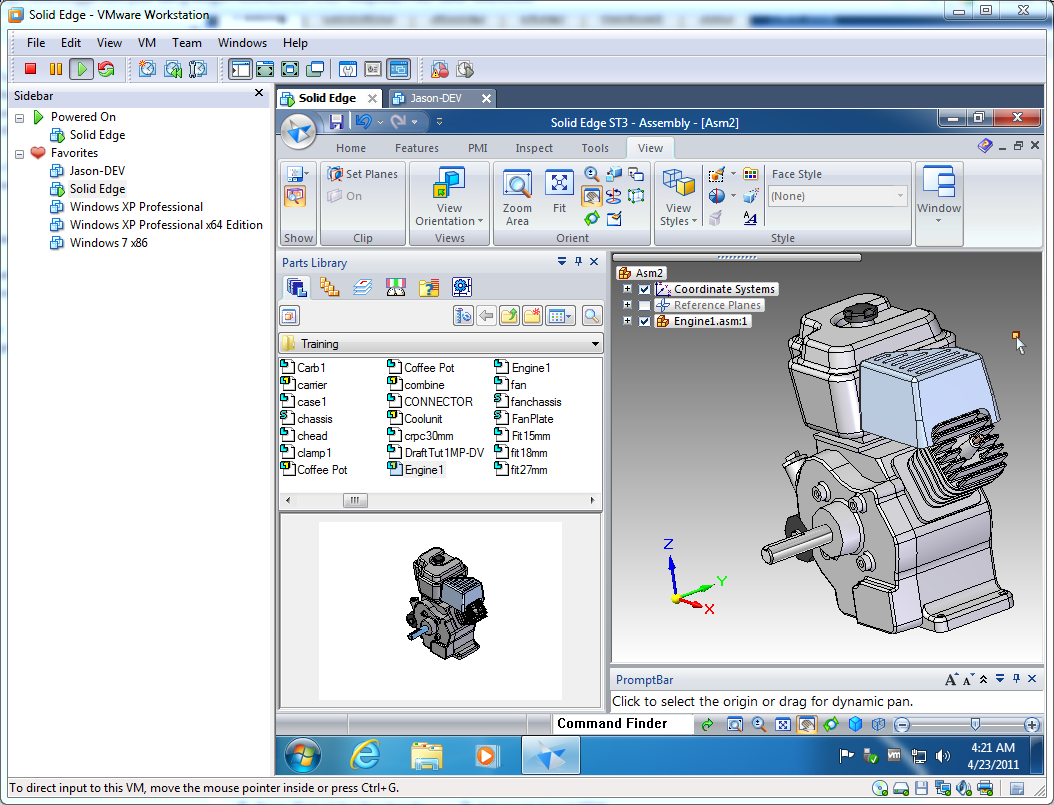 Solid Edge - VMware Workstation
File Edit View VM Team Windows Help
Sidebar
Powered On
Solid Edge
Favorites
Jason-DEV
Solid Edge
Windows XP Professional
Windows XP Professional x64 Edition
Windows 7 x86
Solid Edge Jason-DEV
Solid Edge ST3 - Assembly - [Asm2]
Home Features PMI Inspect Tools View
Set Planes
On
Show Clip
View
Orientation
Views
Zoom
Area
Fit
Orient
View
Styles
Face Style
(None)
Style
Window
Parts Library
Training
Carb1 Coffee Pot Engine1
carrier combine fan
case1 CONNECTOR fanchassis
chassis Coolunit FanPlate
chead crpc30mm Fit15mm
clamp1 DraftTut1MP-DV fit18mm
Coffee Pot Engine1 fit27mm
Asm2
Coordinate Systems
Reference Planes
Engine1.asm:1
Z
Y
X
PromptBar
Click to select the origin or drag for dynamic pan.
Command Finder
4:21 AM
4/23/2011
To direct input to this VM, move the mouse pointer inside or press Ctrl+G.